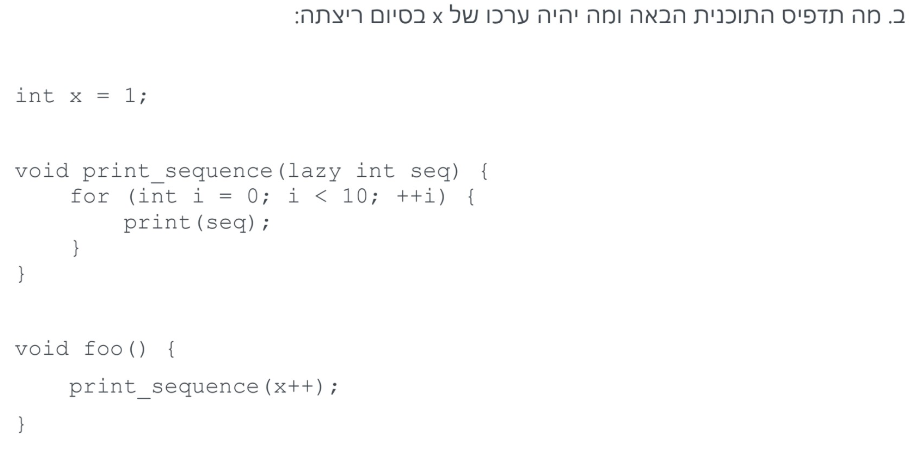 ב. מה תדפיס התוכנית הבאה ומה יהיה ערכו של x בסיום ריצתה:
int x = 1;
void print_sequence(lazy int seq) {
    for (int i = 0; i < 10; ++i) {
        print(seq);
    }
}
void foo() {
    print_sequence(x++);
}